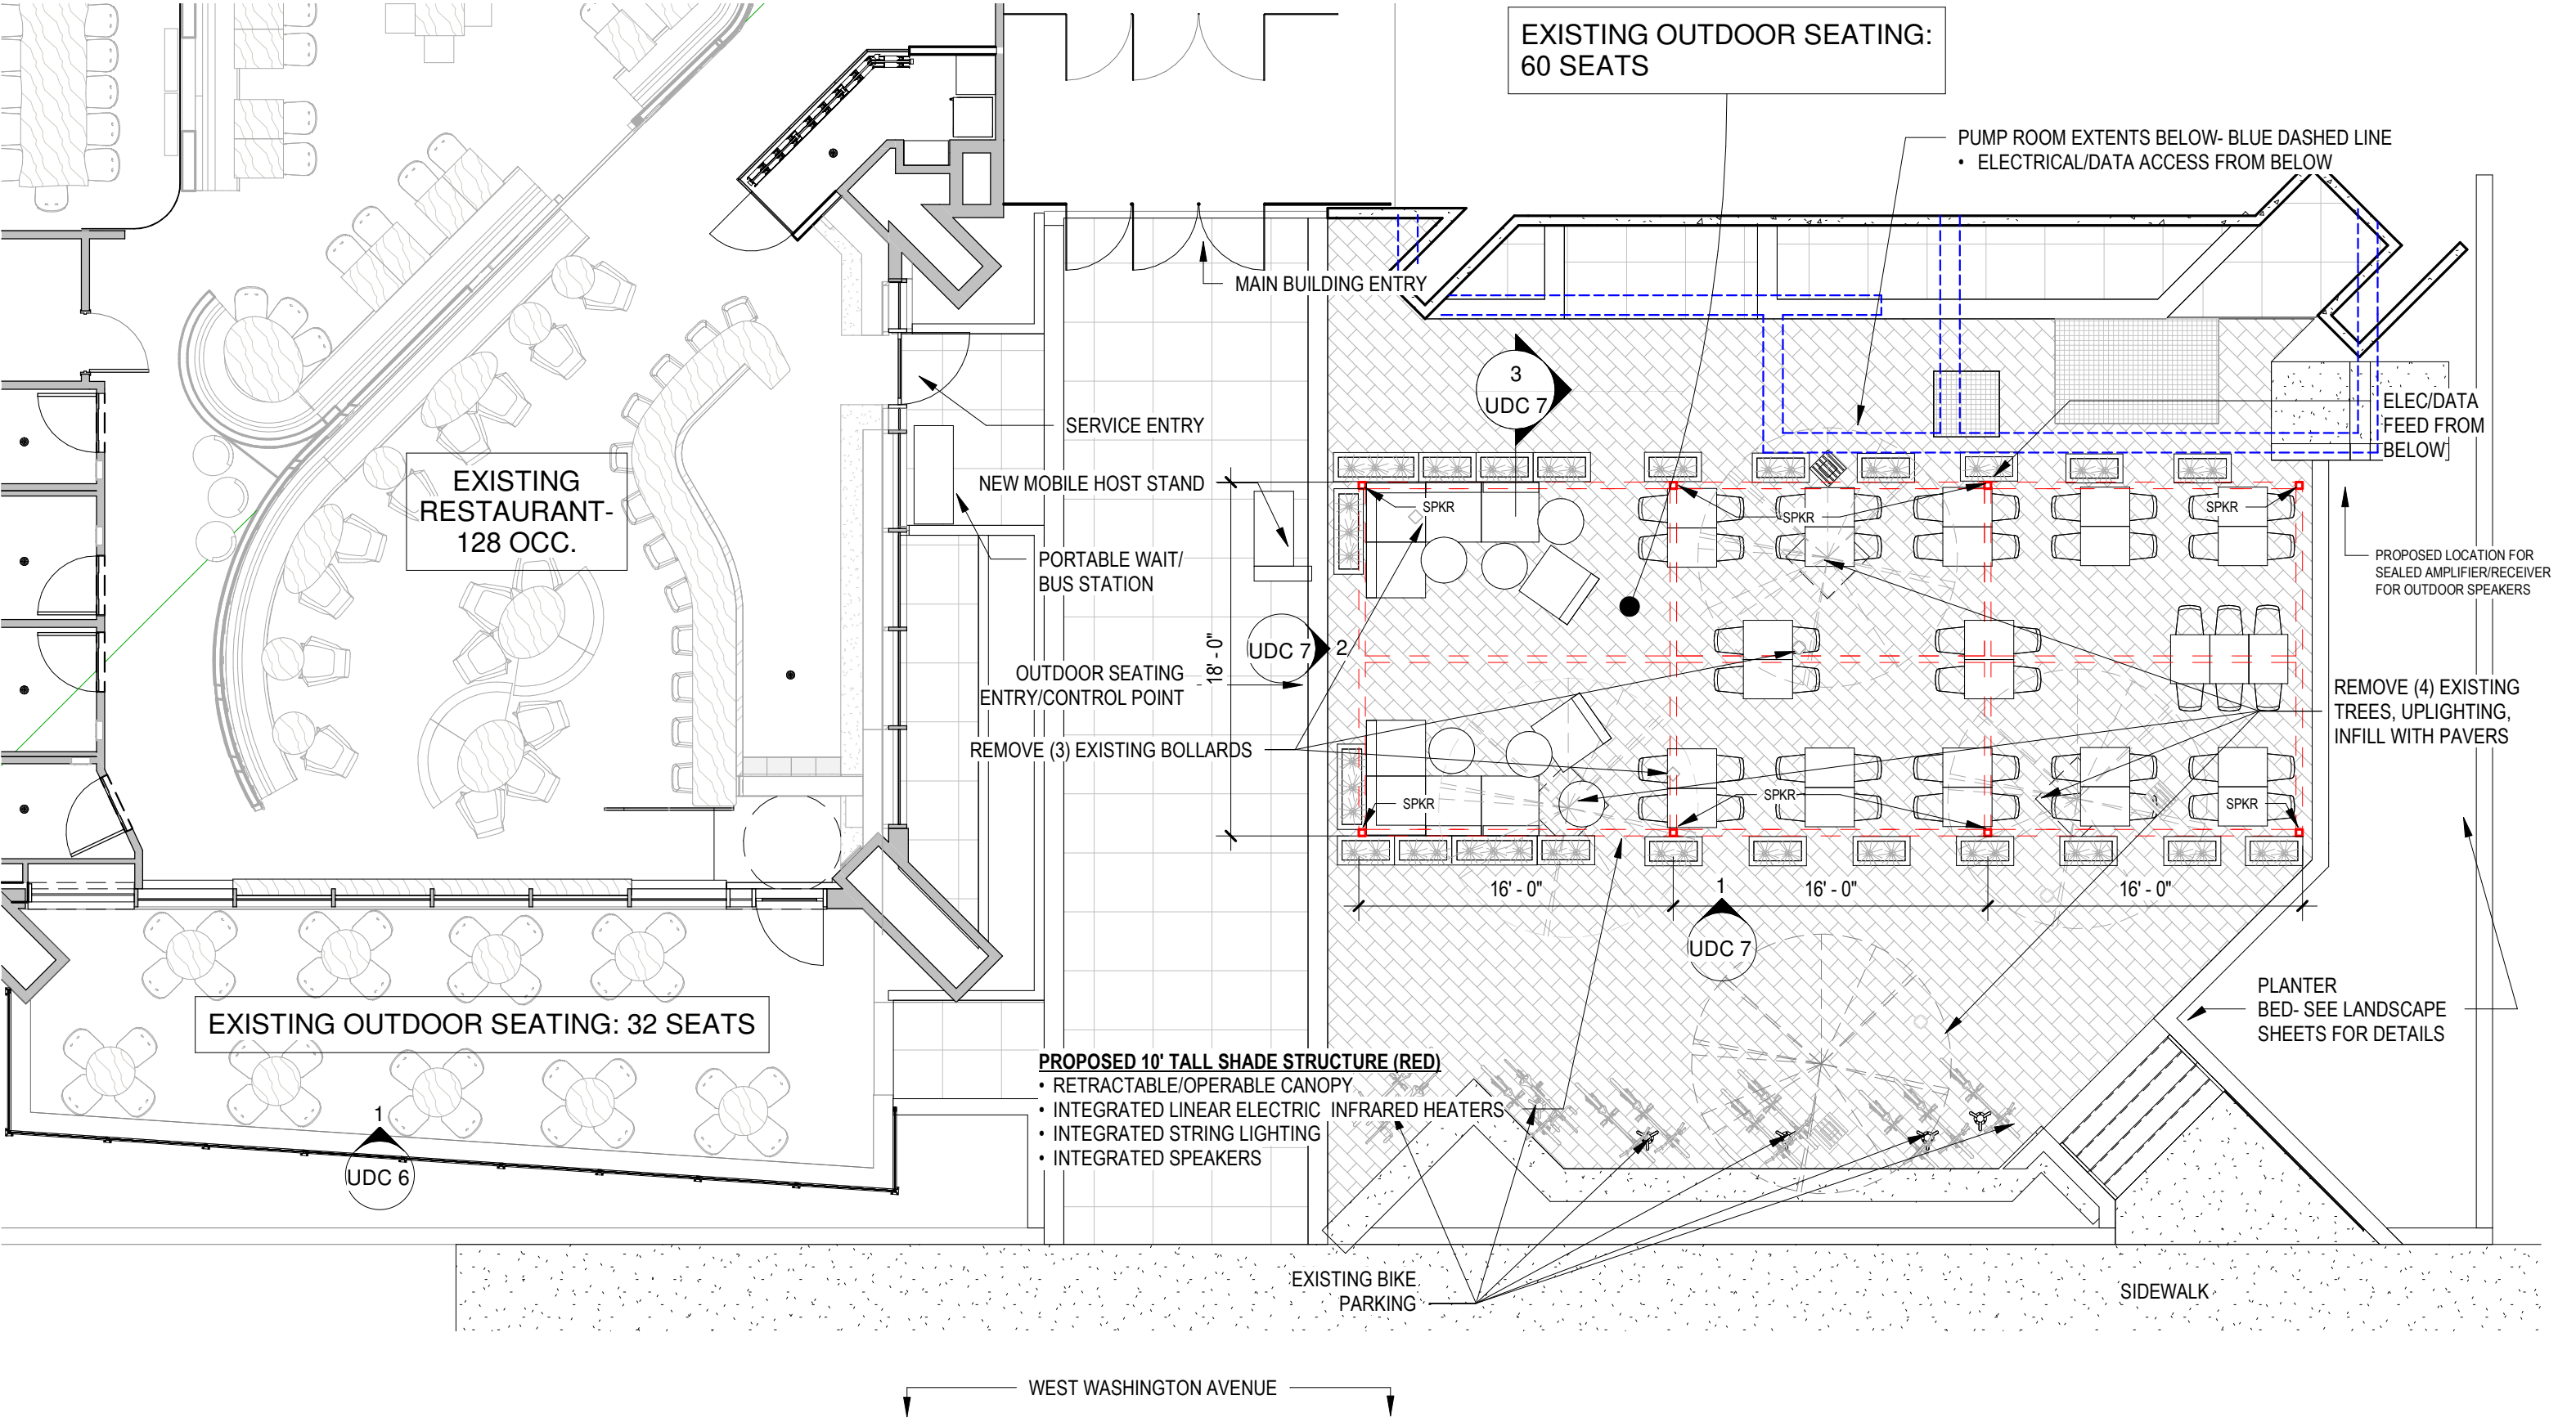 EXISTING OUTDOOR SEATING:
60 SEATS
PUMP ROOM EXTENTS BELOW- BLUE DASHED LINE
• ELECTRICAL/DATA ACCESS FROM BELOW
MAIN BUILDING ENTRY
3
UDC 7
SERVICE ENTRY
ELEC/DATA
FEED FROM
BELOW
NEW MOBILE HOST STAND
EXISTING
RESTAURANT-
128 OCC.
SPKR
SPKR
SPKR
PORTABLE WAIT/
BUS STATION
PROPOSED LOCATION FOR
SEALED AMPLIFIER/RECEIVER
FOR OUTDOOR SPEAKERS
18' - 0"
UDC 7
2
OUTDOOR SEATING
ENTRY/CONTROL POINT
REMOVE (4) EXISTING
TREES, UPLIGHTING,
INFILL WITH PAVERS
REMOVE (3) EXISTING BOLLARDS
SPKR
SPKR
SPKR
16' - 0"
16' - 0"
16' - 0"
1
UDC 7
PLANTER
BED- SEE LANDSCAPE
SHEETS FOR DETAILS
EXISTING OUTDOOR SEATING: 32 SEATS
PROPOSED 10' TALL SHADE STRUCTURE (RED)
• RETRACTABLE/OPERABLE CANOPY
• INTEGRATED LINEAR ELECTRIC INFRARED HEATERS
• INTEGRATED STRING LIGHTING
• INTEGRATED SPEAKERS
1
UDC 6
EXISTING BIKE
PARKING
SIDEWALK
WEST WASHINGTON AVENUE